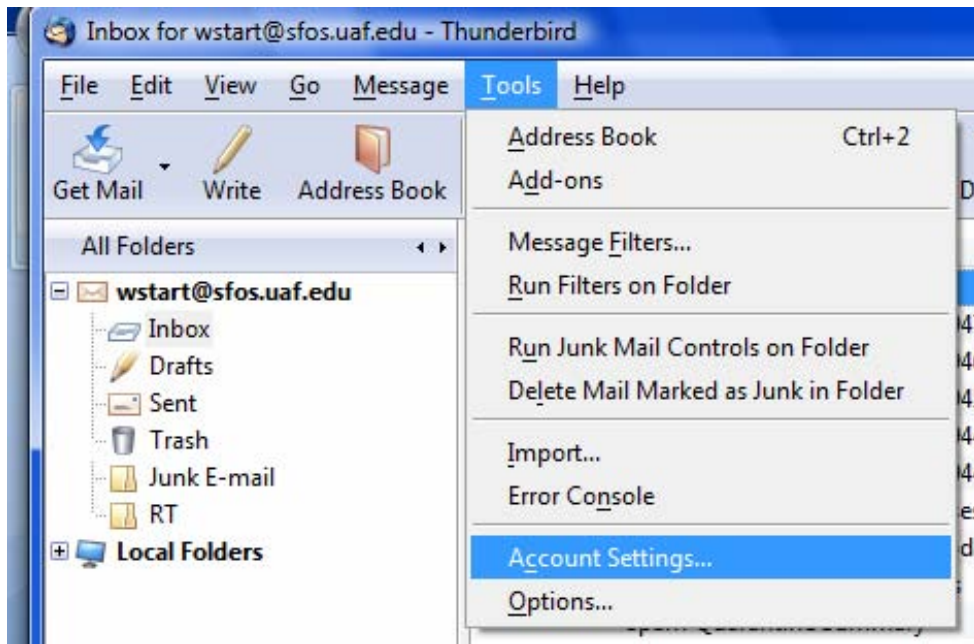 Inbox for wstart@sfos.uaf.edu - Thunderbird
File Edit View Go Message Tools Help
Get Mail Write Address Book
All Folders
wstart@sfos.uaf.edu
Inbox
Drafts
Sent
Trash
Junk E-mail
RT
Local Folders
Address Book Ctrl+2
Add-ons
Message Filters...
Run Filters on Folder
Run Junk Mail Controls on Folder
Delete Mail Marked as Junk in Folder
Import...
Error Console
Account Settings...
Options...